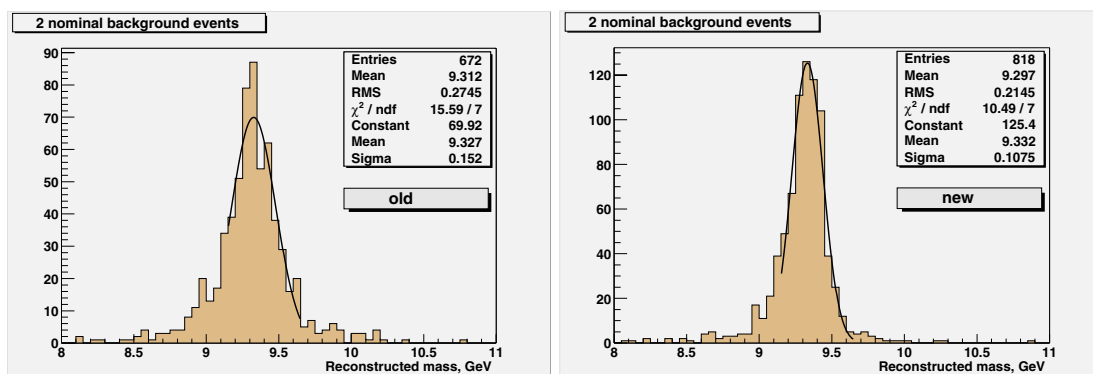 2 nominal background events
Entries 672
Mean 9.312
RMS 0.2745
χ² / ndf 15.59 / 7
Constant 69.92
Mean 9.327
Sigma 0.152
old
90
80
70
60
50
40
30
20
10
0
8 9 9.5 10 10.5 11
Reconstructed mass, GeV
2 nominal background events
Entries 818
Mean 9.297
RMS 0.2145
χ² / ndf 10.49 / 7
Constant 125.4
Mean 9.332
Sigma 0.1075
new
120
100
80
60
40
20
0
8 8.5 9 9.5 10 10.5 11
Reconstructed mass, GeV